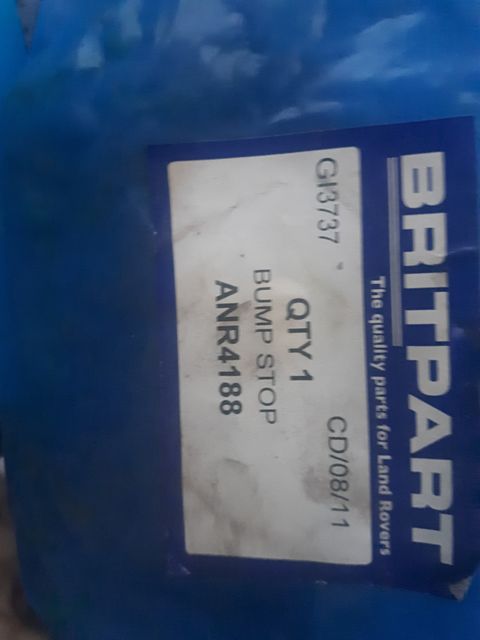 BRITPART
The quality parts for Land Rovers
GI3737 CD/08/11
QTY 1
BUMP STOP
ANR4188